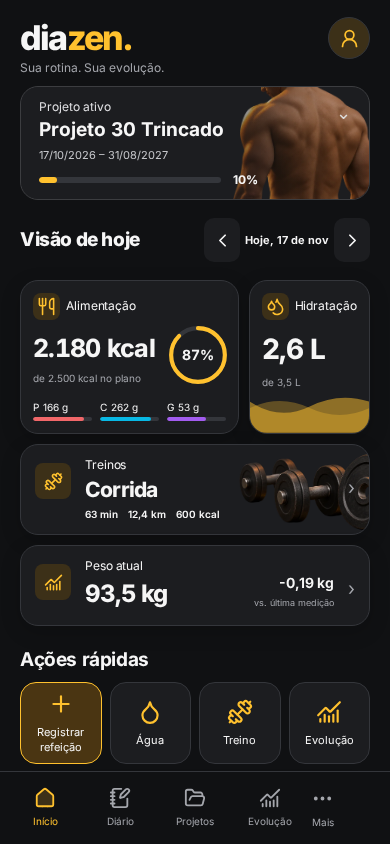 diazen.
Sua rotina. Sua evolução.
Projeto ativo
Projeto 30 Trincado
17/10/2026 – 31/08/2027
10%
Visão de hoje
Hoje, 17 de nov
Alimentação
2.180 kcal
de 2.500 kcal no plano
87%
P 166 g C 262 g G 53 g
Hidratação
2,6 L
de 3,5 L
Treinos
Corrida
63 min 12,4 km 600 kcal
Peso atual
93,5 kg
-0,19 kg
vs. última medição
Ações rápidas
Registrar
refeição
Água
Treino
Evolução
Início Diário Projetos Evolução Mais